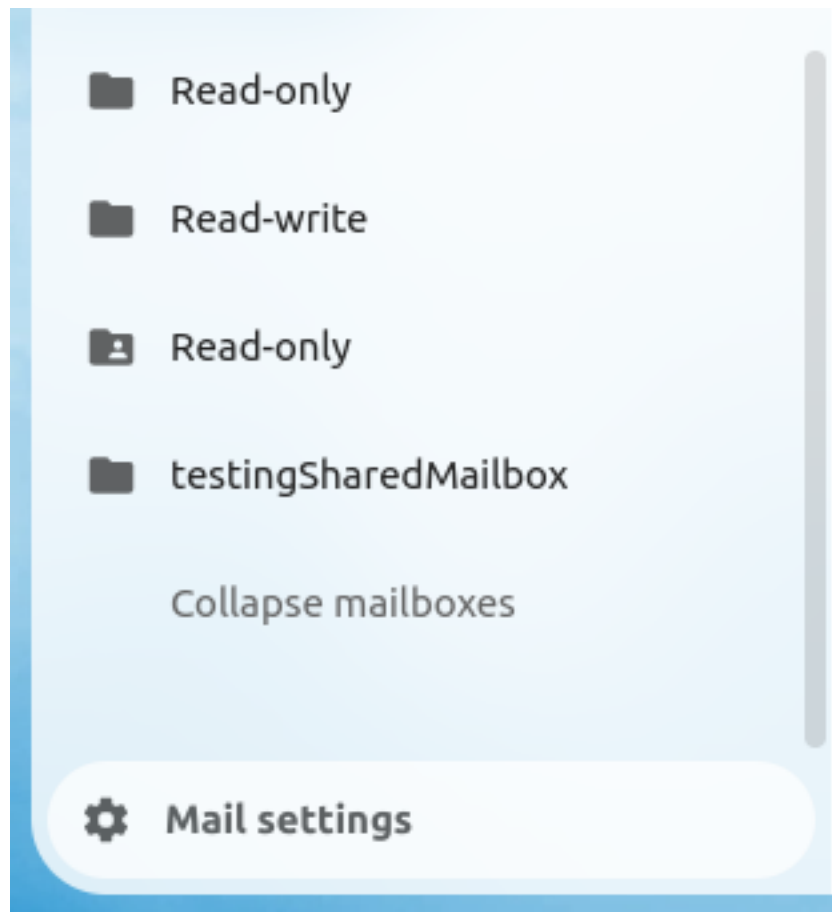 Read-only
Read-write
Read-only
testingSharedMailbox
Collapse mailboxes
Mail settings